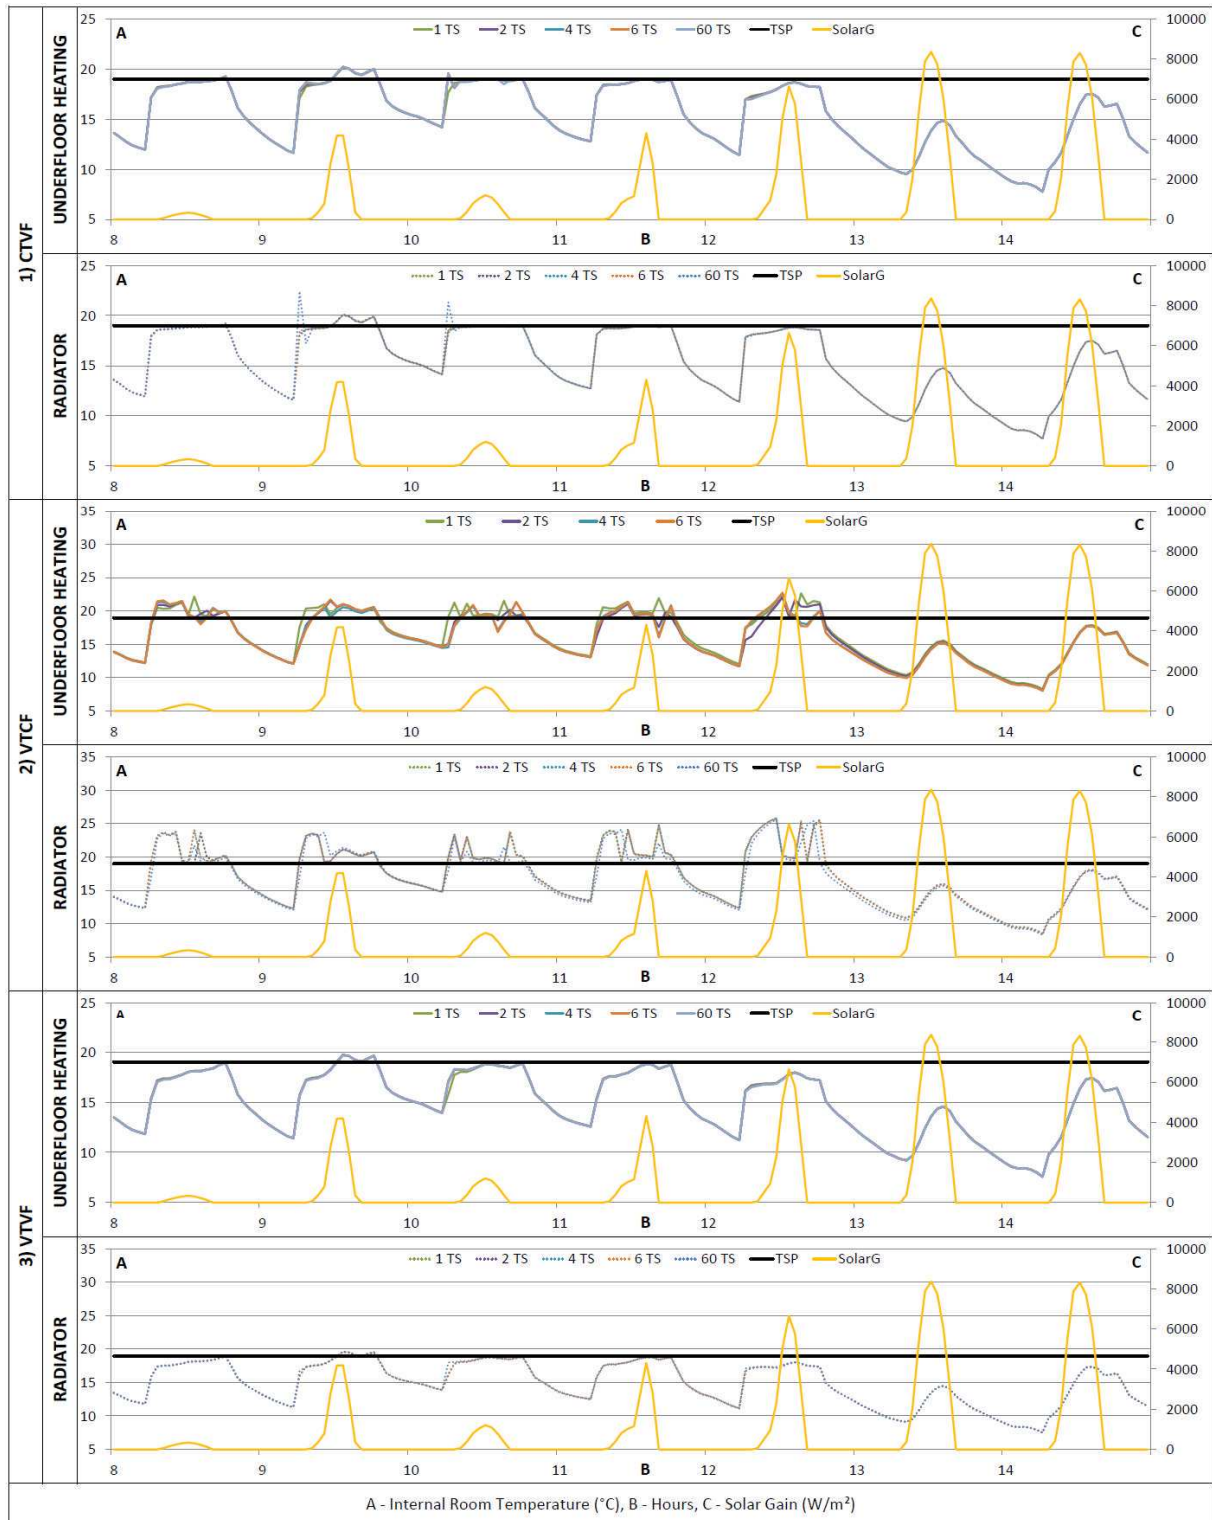 1) CTVF
UNDERFLOOR HEATING
A 1 TS 2 TS 4 TS 6 TS 60 TS TSP SolarG C
25 10000
20 8000
15 6000
10 4000
2000
5 0
8 9 10 11 B 12 13 14
RADIATOR
A 1 TS 2 TS 4 TS 6 TS 60 TS TSP SolarG C
25 10000
20 8000
15 6000
10 4000
2000
5 0
8 9 10 11 B 12 13 14
2) VTCF
UNDERFLOOR HEATING
A 1 TS 2 TS 4 TS 6 TS TSP SolarG C
35 10000
30 8000
25
20 6000
15 4000
10 2000
5 0
8 9 10 11 B 12 13 14
RADIATOR
A 1 TS 2 TS 4 TS 6 TS 60 TS TSP SolarG C
35 10000
30 8000
25
20 6000
15 4000
10 2000
5 0
8 9 10 11 B 12 13 14
3) VTVF
UNDERFLOOR HEATING
A 1 TS 2 TS 4 TS 6 TS 60 TS TSP SolarG C
25 10000
20 8000
15 6000
10 4000
2000
5 0
8 9 10 11 B 12 13 14
RADIATOR
A 1 TS 2 TS 4 TS 6 TS 60 TS TSP SolarG C
35 10000
30 8000
25
20 6000
15 4000
10 2000
5 0
8 9 10 11 B 12 13 14
A - Internal Room Temperature (°C), B - Hours, C - Solar Gain (W/m²)